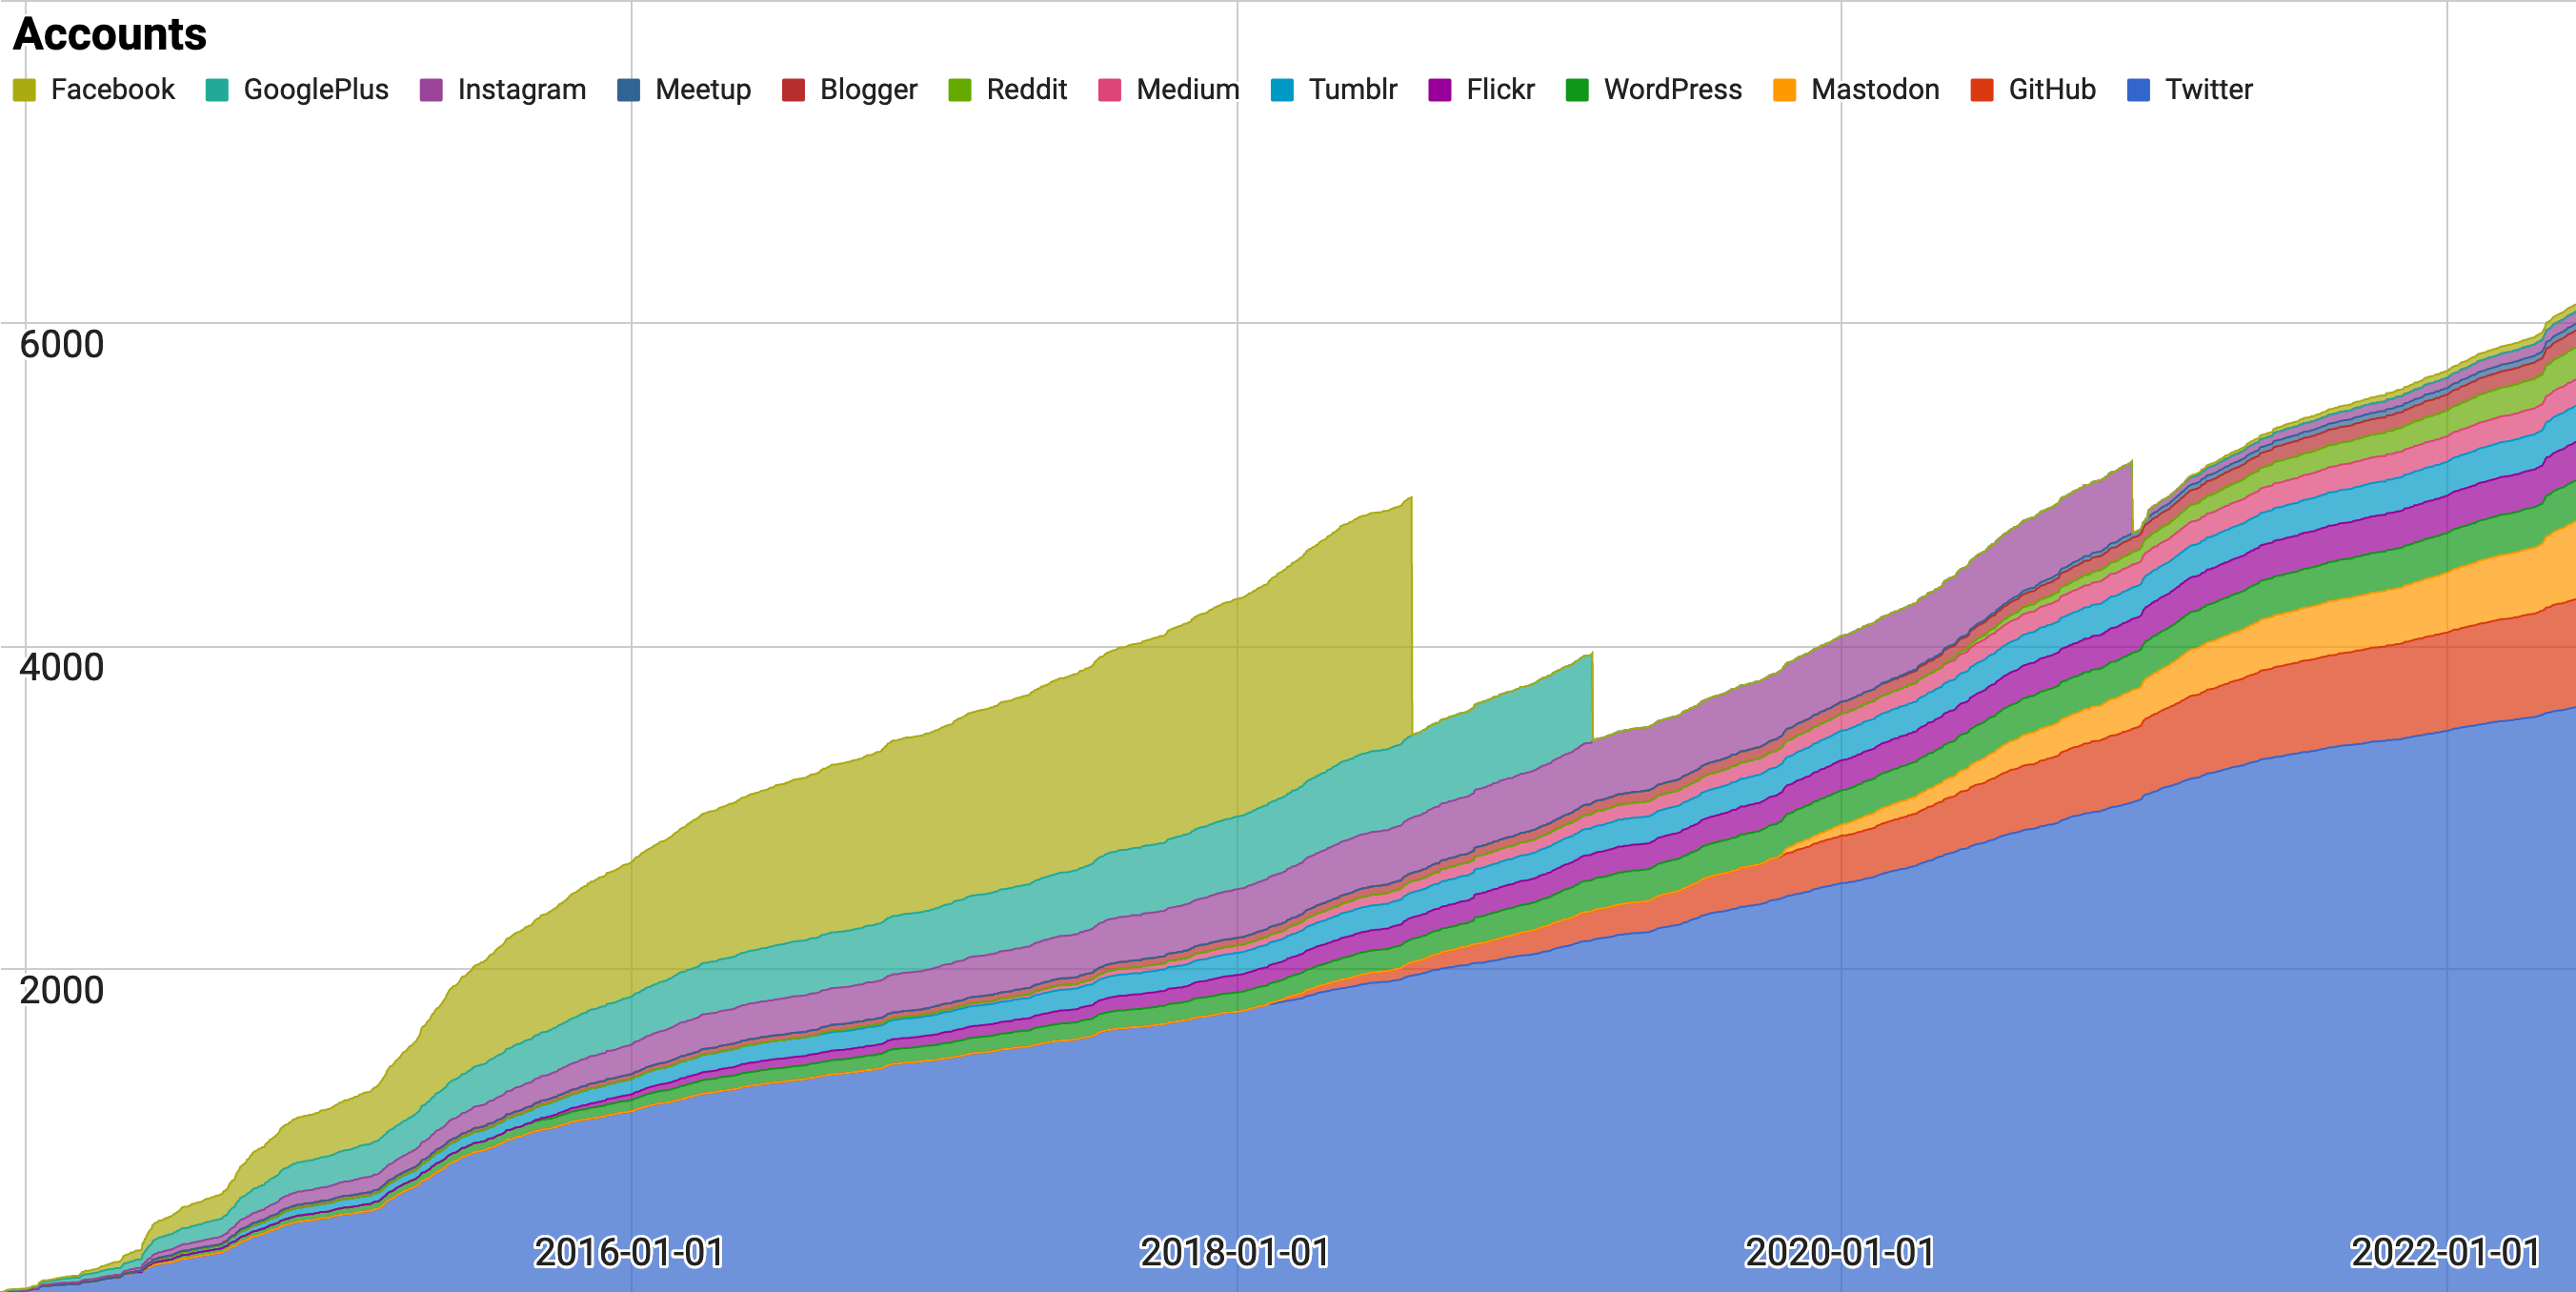 Accounts
Facebook GooglePlus Instagram Meetup Blogger Reddit Medium Tumblr Flickr WordPress Mastodon GitHub Twitter
6000
4000
2000
2016-01-01 2018-01-01 2020-01-01 2022-01-01